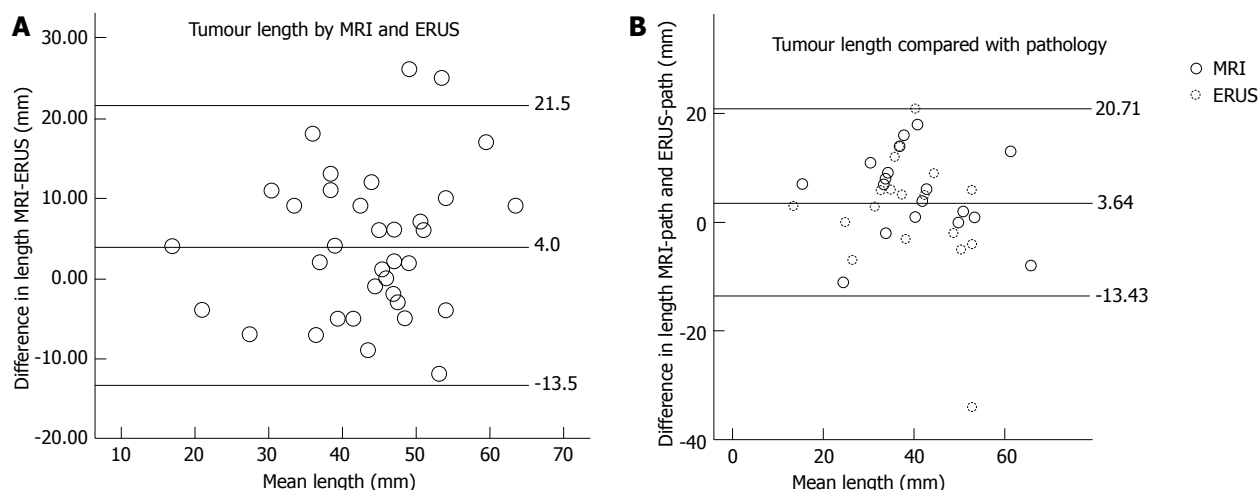 A
Tumour length by MRI and ERUS
Difference in length MRI-ERUS (mm)
30.00
20.00
10.00
0.00
-10.00
-20.00
21.5
4.0
-13.5
10 20 30 40 50 60 70
Mean length (mm)
B
Tumour length compared with pathology
Difference in length MRI-path and ERUS-path (mm)
20
0
-20
-40
20.71
3.64
-13.43
0 20 40 60
Mean length (mm)
MRI
ERUS